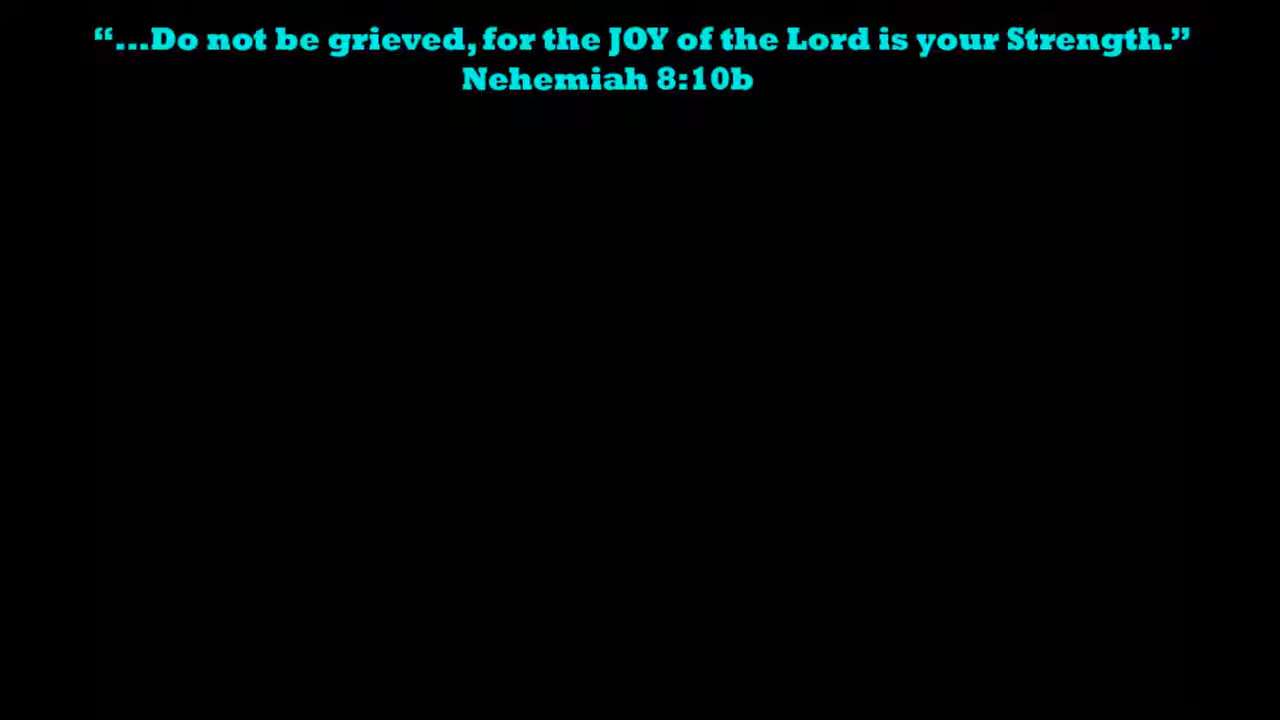 “...Do not be grieved, for the JOY of the Lord is your Strength.”
Nehemiah 8:10b